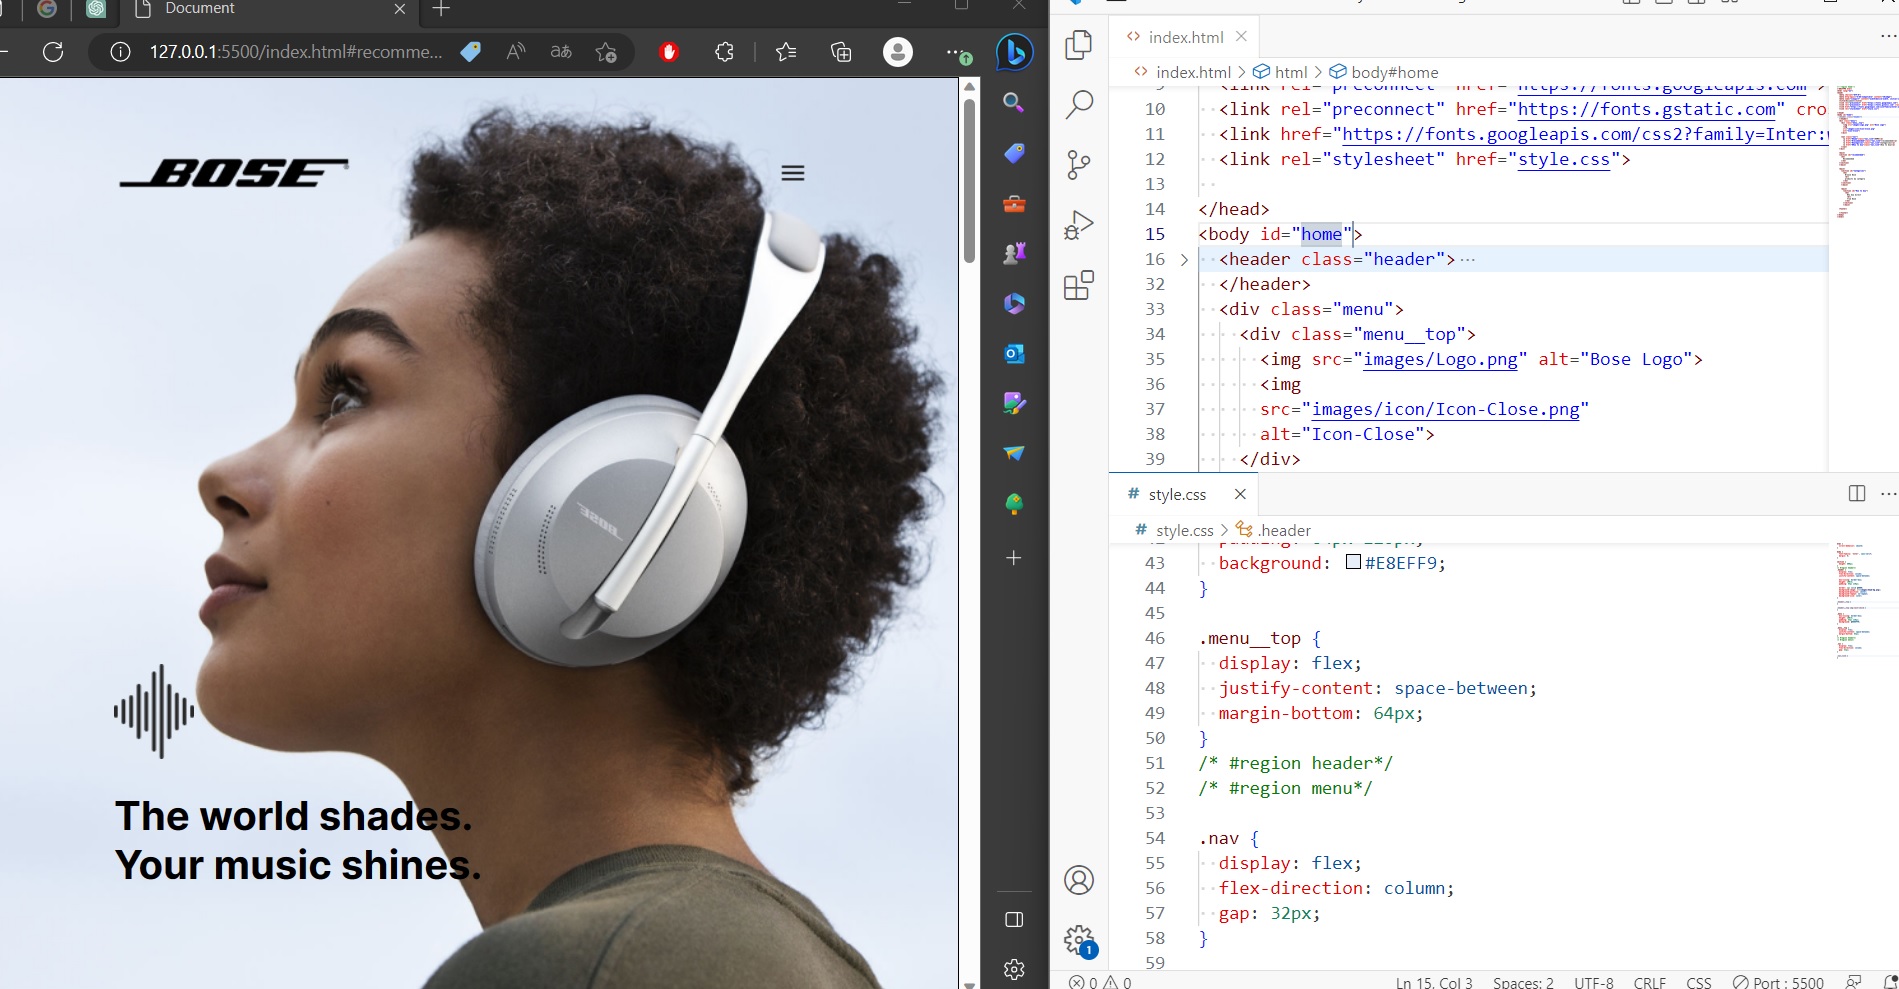 Document
127.0.0.1:5500/index.html#recomme...
BOSE
BOSE
The world shades.
Your music shines.
index.html
index.html > html > body#home
10 <link rel="preconnect" href="https://fonts.gstatic.com" cro
11 <link href="https://fonts.googleapis.com/css2?family=Inter:
12 <link rel="stylesheet" href="style.css">
13
14 </head>
15 <body id="home">
16 <header class="header">···
32 </header>
33 <div class="menu">
34 <div class="menu__top">
35 <img src="images/Logo.png" alt="Bose Logo">
36 <img
37 src="images/icon/Icon-Close.png"
38 alt="Icon-Close">
39 </div>
# style.css
# style.css > .header
43 background: #E8EFF9;
44 }
45
46 .menu__top {
47 display: flex;
48 justify-content: space-between;
49 margin-bottom: 64px;
50 }
51 /* #region header*/
52 /* #region menu*/
53
54 .nav {
55 display: flex;
56 flex-direction: column;
57 gap: 32px;
58 }
59
1
0 0 Ln 15, Col 3 Spaces: 2 UTF-8 CRLF CSS Port : 5500